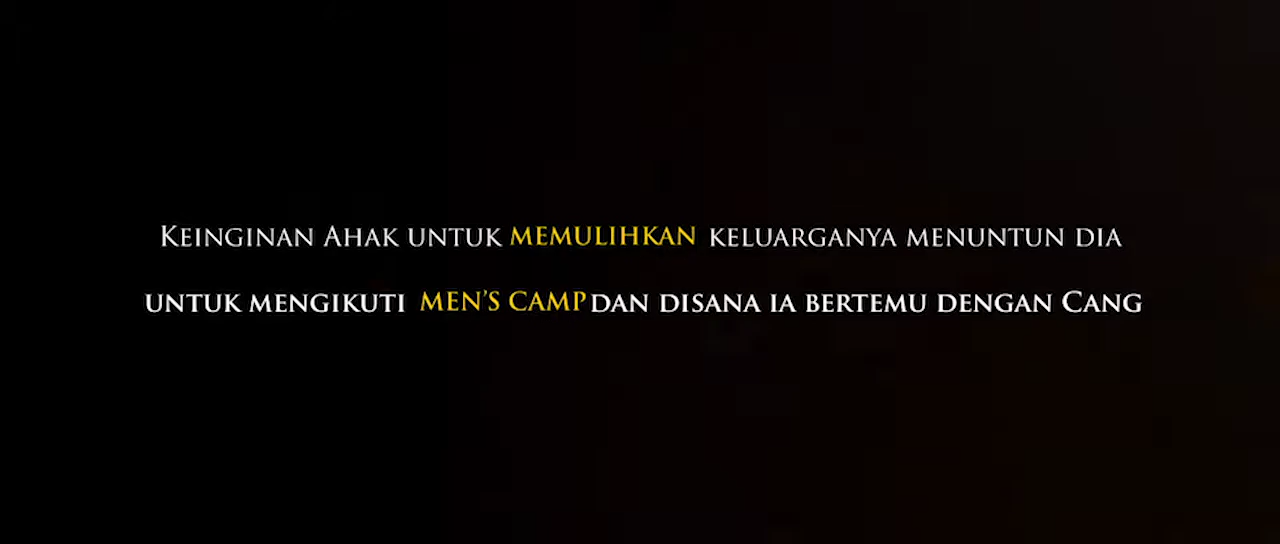 Keinginan Ahak untuk memulihkan keluarganya menuntun dia
untuk mengikuti men's camp dan disana ia bertemu dengan Cang